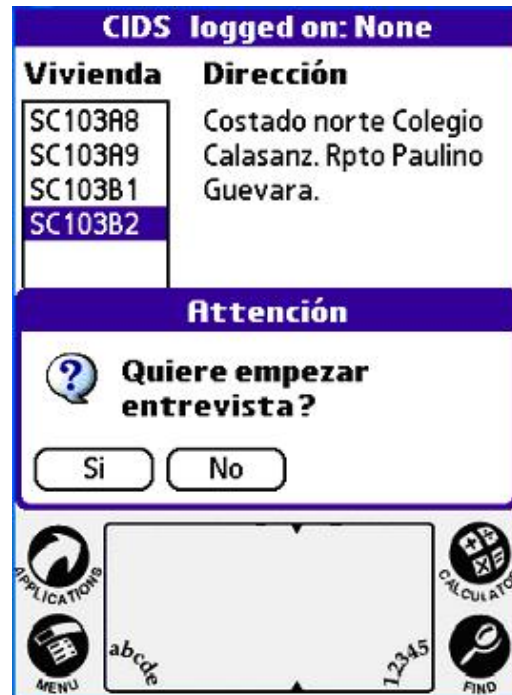 CIDS logged on: None
Vivienda Dirección
SC103A8
SC103A9
SC103B1
SC103B2
Costado norte Colegio
Calasanz. Rpto Paulino
Guevara.
Attención
Quiere empezar
entrevista?
Si No
APPLICATIONS
CALCULATOR
MENU
abcde
12345
FIND